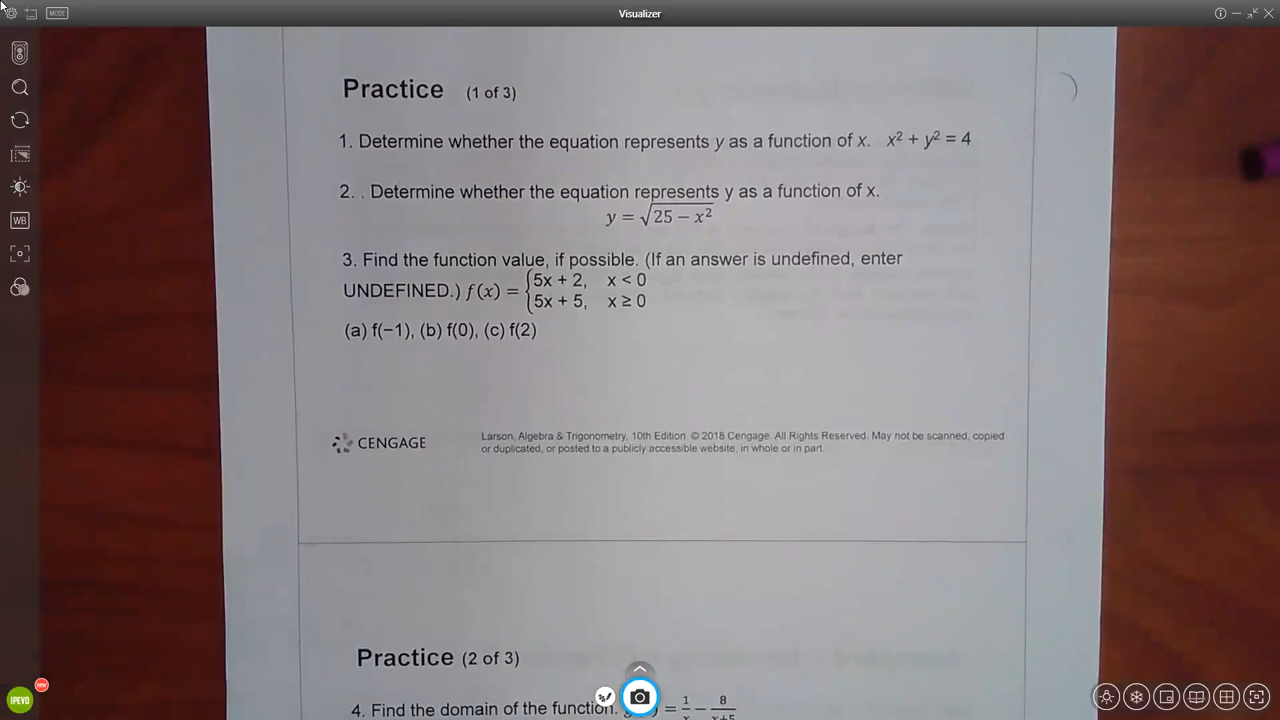 MODE
Visualizer
Practice (1 of 3)
1. Determine whether the equation represents y as a function of x. x² + y² = 4
2. . Determine whether the equation represents y as a function of x.
y = √25 − x²
3. Find the function value, if possible. (If an answer is undefined, enter
UNDEFINED.) f(x) = { 5x + 2, x < 0
5x + 5, x ≥ 0
(a) f(−1), (b) f(0), (c) f(2)
WB
CENGAGE
Larson, Algebra & Trigonometry, 10th Edition. © 2018 Cengage. All Rights Reserved. May not be scanned, copied
or duplicated, or posted to a publicly accessible website, in whole or in part.
Practice (2 of 3)
4. Find the domain of the function. = 1/x − 8/x+5
IPEVO
new